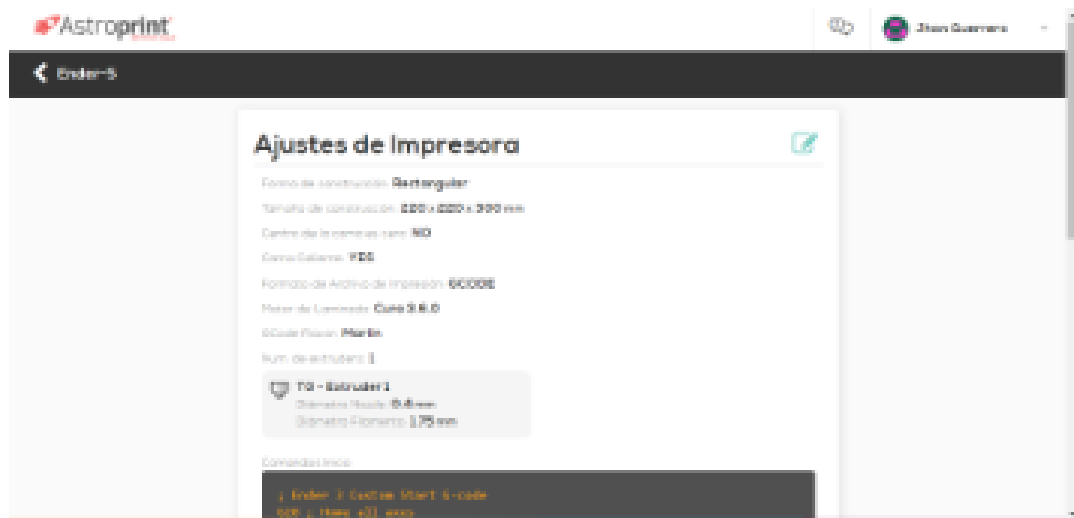 Astroprint
Jhon Guerrero
Ender-5
Ajustes de Impresora
Forma de construcción: Rectangular
Tamaño de construcción: 220 x 220 x 300 mm
Centro de la cama es cero: NO
Cama Caliente: YES
Formato de Archivo de Impresión: GCODE
Motor de Laminado: Cura
GCode Flavor: Marlin
Num. de extruders: 1
T0 - Extruder 1
Diámetro Nozzle: 0.4 mm
Diámetro Filamento: 1.75 mm
Comandos Inicio
; Ender 3 Custom Start G-code
G28 ; Home all axes